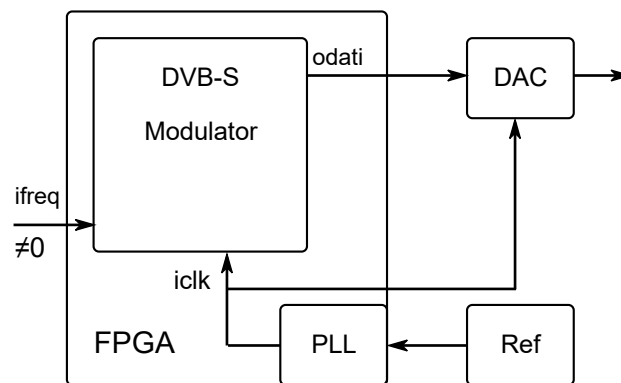 odati
DVB-S
Modulator
DAC
ifreq
≠0
iclk
FPGA
PLL
Ref